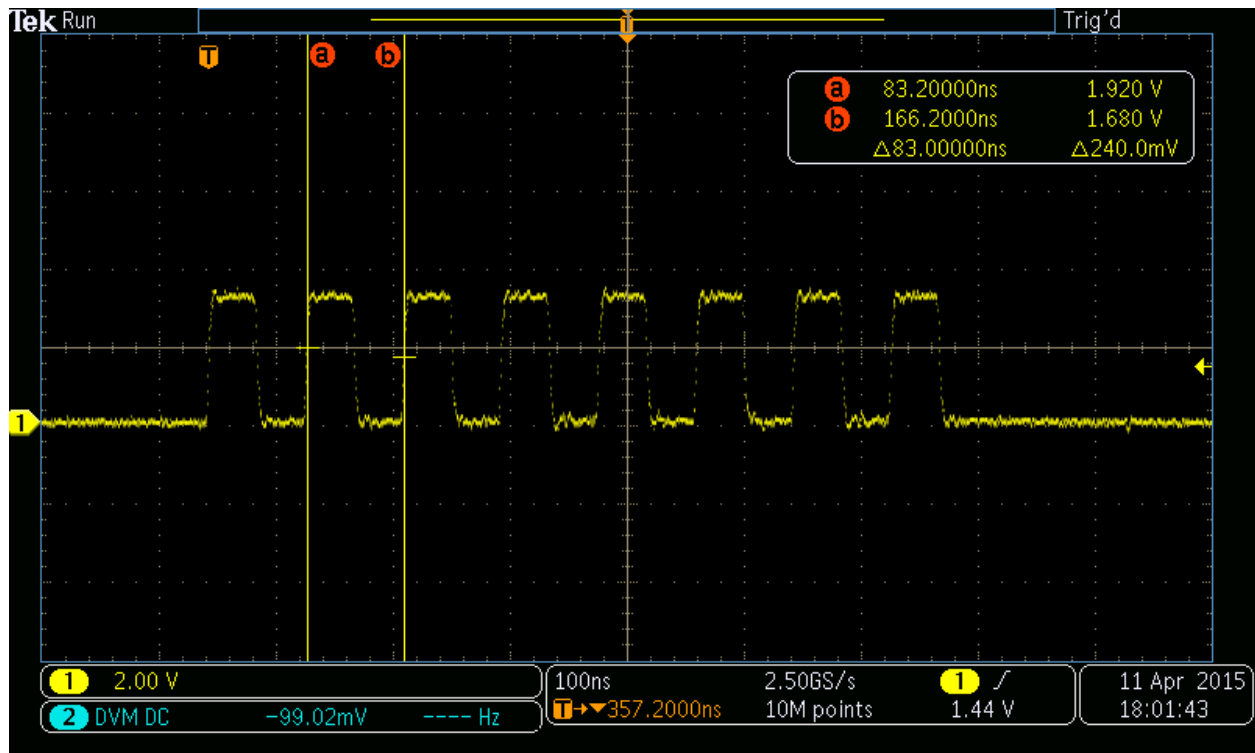 Tek Run T Trig'd
T a b
a 83.20000ns 1.920 V
b 166.2000ns 1.680 V
△83.00000ns △240.0mV
1
1 2.00 V 100ns 2.50GS/s 1 ∫ 11 Apr 2015
2 DVM DC -99.02mV ---- Hz T→▼357.2000ns 10M points 1.44 V 18:01:43